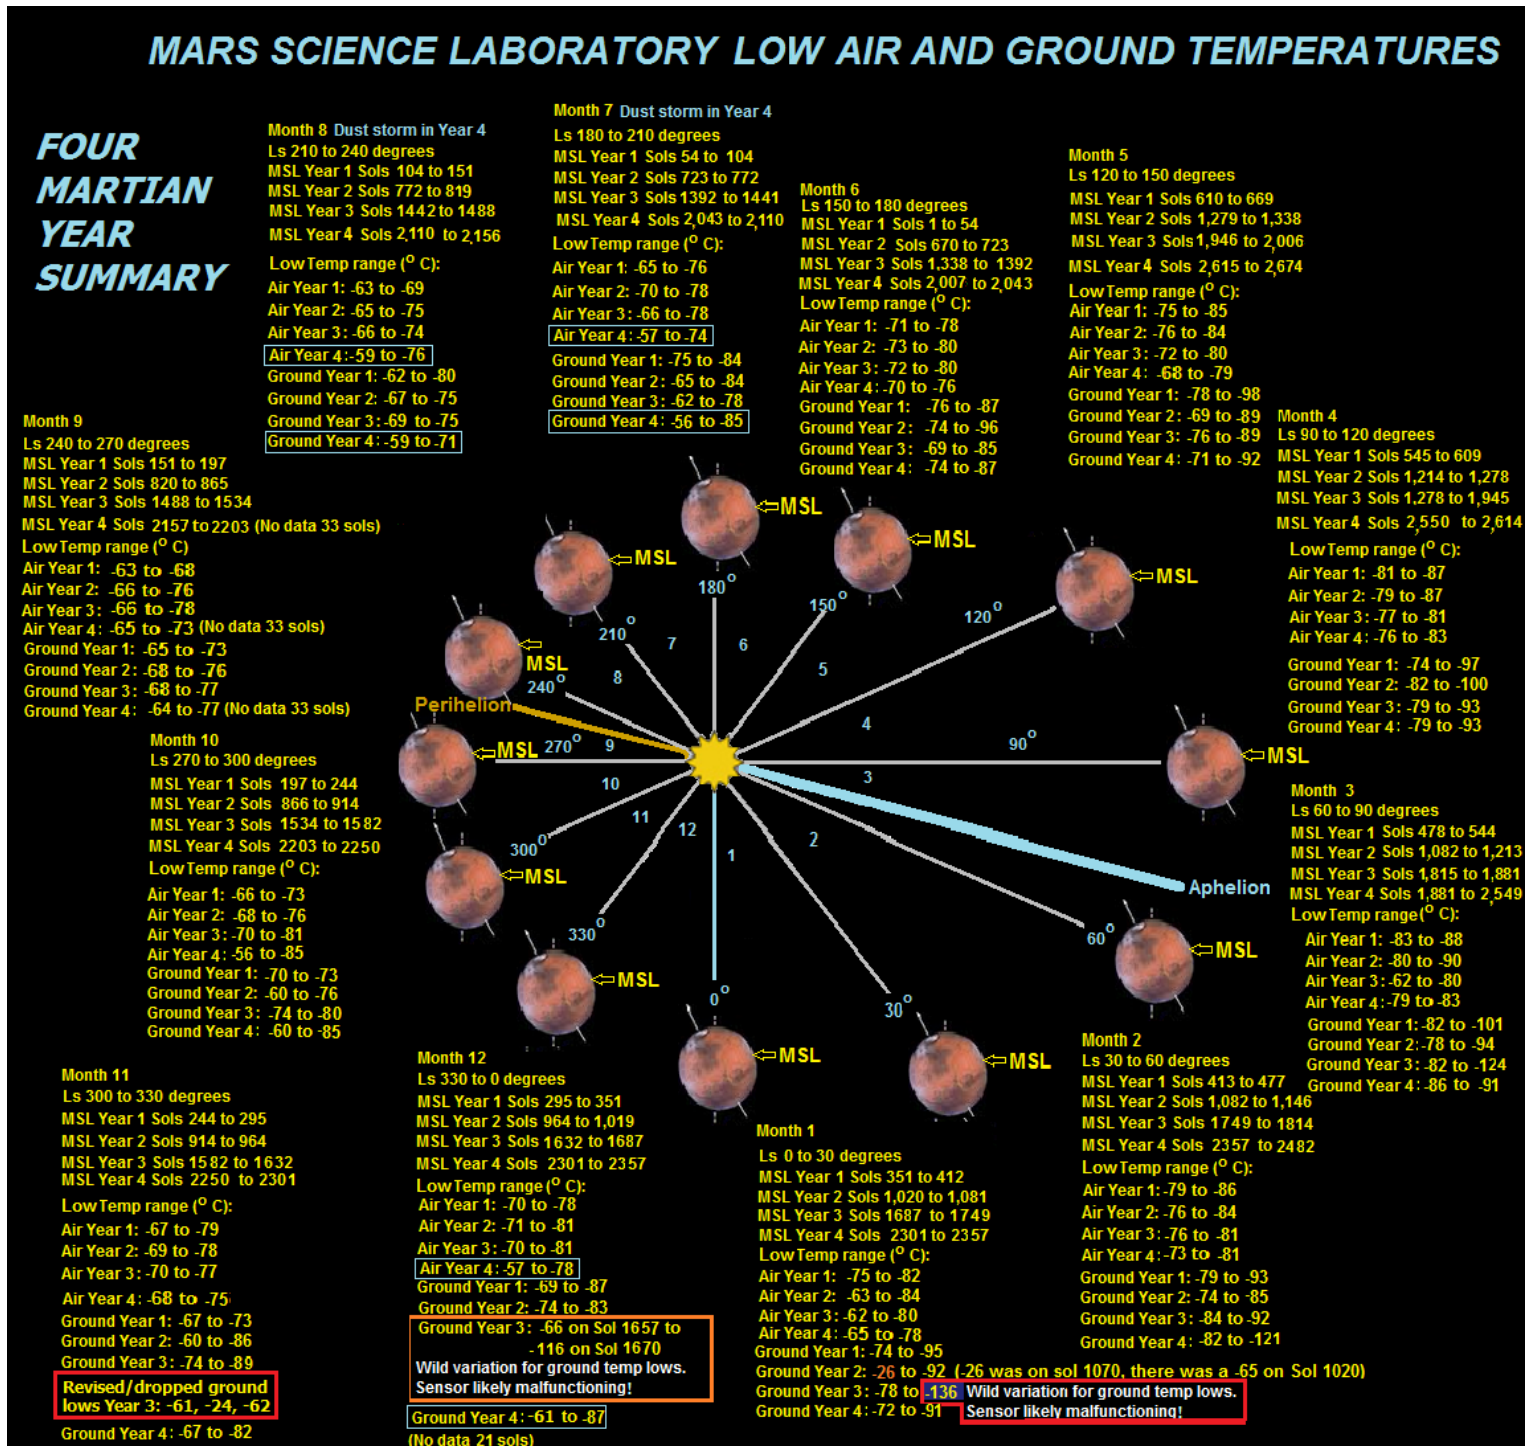 MARS SCIENCE LABORATORY LOW AIR AND GROUND TEMPERATURES
FOUR
MARTIAN
YEAR
SUMMARY
Month 8 Dust storm in Year 4
Ls 210 to 240 degrees
MSL Year 1 Sols 104 to 151
MSL Year 2 Sols 772 to 819
MSL Year 3 Sols 1442 to 1488
MSL Year 4 Sols 2,110 to 2,156
Low Temp range (° C):
Air Year 1: -63 to -69
Air Year 2: -65 to -75
Air Year 3: -66 to -74
Air Year 4: -59 to -76
Ground Year 1: -62 to -80
Ground Year 2: -67 to -75
Ground Year 3: -69 to -75
Ground Year 4: -59 to -71
Month 7 Dust storm in Year 4
Ls 180 to 210 degrees
MSL Year 1 Sols 54 to 104
MSL Year 2 Sols 723 to 772
MSL Year 3 Sols 1392 to 1441
MSL Year 4 Sols 2,043 to 2,110
Low Temp range (° C):
Air Year 1: -65 to -76
Air Year 2: -70 to -78
Air Year 3: -66 to -78
Air Year 4: -57 to -74
Ground Year 1: -75 to -84
Ground Year 2: -65 to -84
Ground Year 3: -62 to -78
Ground Year 4: -56 to -85
Month 6
Ls 150 to 180 degrees
MSL Year 1 Sols 1 to 54
MSL Year 2 Sols 670 to 723
MSL Year 3 Sols 1,338 to 1392
MSL Year 4 Sols 2,007 to 2,043
Low Temp range (° C):
Air Year 1: -71 to -78
Air Year 2: -73 to -80
Air Year 3: -72 to -80
Air Year 4: -70 to -76
Ground Year 1: -76 to -87
Ground Year 2: -74 to -96
Ground Year 3: -69 to -85
Ground Year 4: -74 to -87
Month 5
Ls 120 to 150 degrees
MSL Year 1 Sols 610 to 669
MSL Year 2 Sols 1,279 to 1,338
MSL Year 3 Sols 1,946 to 2,006
MSL Year 4 Sols 2,615 to 2,674
Low Temp range (° C):
Air Year 1: -75 to -85
Air Year 2: -76 to -84
Air Year 3: -72 to -80
Air Year 4: -68 to -79
Ground Year 1: -78 to -98
Ground Year 2: -69 to -89
Ground Year 3: -76 to -89
Ground Year 4: -71 to -92
Month 4
Ls 90 to 120 degrees
MSL Year 1 Sols 545 to 609
MSL Year 2 Sols 1,214 to 1,278
MSL Year 3 Sols 1,278 to 1,945
MSL Year 4 Sols 2,550 to 2,614
Low Temp range (° C):
Air Year 1: -81 to -87
Air Year 2: -79 to -87
Air Year 3: -77 to -81
Air Year 4: -76 to -83
Ground Year 1: -74 to -97
Ground Year 2: -82 to -100
Ground Year 3: -79 to -93
Ground Year 4: -79 to -93
Month 9
Ls 240 to 270 degrees
MSL Year 1 Sols 151 to 197
MSL Year 2 Sols 820 to 865
MSL Year 3 Sols 1488 to 1534
MSL Year 4 Sols 2157 to 2203 (No data 33 sols)
Low Temp range (° C)
Air Year 1: -63 to -68
Air Year 2: -66 to -76
Air Year 3: -66 to -78
Air Year 4: -65 to -73 (No data 33 sols)
Ground Year 1: -65 to -73
Ground Year 2: -68 to -76
Ground Year 3: -68 to -77
Ground Year 4: -64 to -77 (No data 33 sols)
MSL
MSL
MSL
MSL
MSL
MSL
MSL
MSL
MSL
MSL
MSL
MSL
180°
150°
120°
210°
240°
270°
90°
300°
330°
0°
30°
60°
7
6
5
8
4
9
3
10
11
12
1
2
Perihelion
Aphelion
Month 10
Ls 270 to 300 degrees
MSL Year 1 Sols 197 to 244
MSL Year 2 Sols 866 to 914
MSL Year 3 Sols 1534 to 1582
MSL Year 4 Sols 2203 to 2250
Low Temp range (° C):
Air Year 1: -66 to -73
Air Year 2: -68 to -76
Air Year 3: -70 to -81
Air Year 4: -56 to -85
Ground Year 1: -70 to -73
Ground Year 2: -60 to -76
Ground Year 3: -74 to -80
Ground Year 4: -60 to -85
Month 3
Ls 60 to 90 degrees
MSL Year 1 Sols 478 to 544
MSL Year 2 Sols 1,082 to 1,213
MSL Year 3 Sols 1,815 to 1,881
MSL Year 4 Sols 1,881 to 2,549
Low Temp range (° C):
Air Year 1: -83 to -88
Air Year 2: -80 to -90
Air Year 3: -62 to -80
Air Year 4: -79 to -83
Ground Year 1: -82 to -101
Ground Year 2: -78 to -94
Ground Year 3: -82 to -124
Ground Year 4: -86 to -91
Month 11
Ls 300 to 330 degrees
MSL Year 1 Sols 244 to 295
MSL Year 2 Sols 914 to 964
MSL Year 3 Sols 1582 to 1632
MSL Year 4 Sols 2250 to 2301
Low Temp range (° C):
Air Year 1: -67 to -79
Air Year 2: -69 to -78
Air Year 3: -70 to -77
Air Year 4: -68 to -75
Ground Year 1: -67 to -73
Ground Year 2: -60 to -86
Ground Year 3: -74 to -89
Revised/dropped ground
lows Year 3: -61, -24, -62
Ground Year 4: -67 to -82
Month 12
Ls 330 to 0 degrees
MSL Year 1 Sols 295 to 351
MSL Year 2 Sols 964 to 1,019
MSL Year 3 Sols 1632 to 1687
MSL Year 4 Sols 2301 to 2357
Low Temp range (° C):
Air Year 1: -70 to -78
Air Year 2: -71 to -81
Air Year 3: -70 to -81
Air Year 4: -57 to -78
Ground Year 1: -69 to -87
Ground Year 2: -74 to -83
Ground Year 3: -66 on Sol 1657 to
-116 on Sol 1670
Wild variation for ground temp lows.
Sensor likely malfunctioning!
Ground Year 4: -61 to -87
(No data 21 sols)
Month 1
Ls 0 to 30 degrees
MSL Year 1 Sols 351 to 412
MSL Year 2 Sols 1,020 to 1,081
MSL Year 3 Sols 1687 to 1749
MSL Year 4 Sols 2301 to 2357
Low Temp range (° C):
Air Year 1: -75 to -82
Air Year 2: -63 to -84
Air Year 3: -62 to -80
Air Year 4: -65 to -78
Ground Year 1: -74 to -95
Ground Year 2: -26 to -92 (-26 was on sol 1070, there was a -65 on Sol 1020)
Ground Year 3: -78 to -136 Wild variation for ground temp lows.
Sensor likely malfunctioning!
Ground Year 4: -72 to -91
Month 2
Ls 30 to 60 degrees
MSL Year 1 Sols 413 to 477
MSL Year 2 Sols 1,082 to 1,146
MSL Year 3 Sols 1749 to 1814
MSL Year 4 Sols 2357 to 2482
Low Temp range (° C):
Air Year 1: -79 to -86
Air Year 2: -76 to -84
Air Year 3: -76 to -81
Air Year 4: -73 to -81
Ground Year 1: -79 to -93
Ground Year 2: -74 to -85
Ground Year 3: -84 to -92
Ground Year 4: -82 to -121